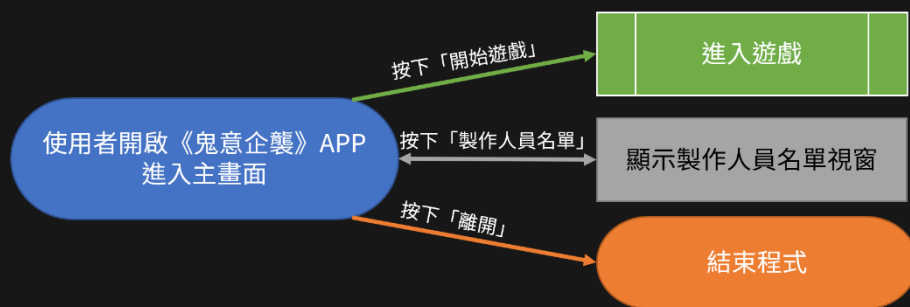 按下「開始遊戲」
進入遊戲
使用者開啟《鬼意企襲》APP
進入主畫面
按下「製作人員名單」
顯示製作人員名單視窗
按下「離開」
結束程式